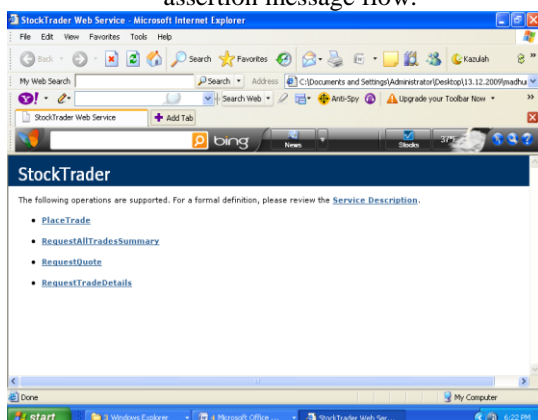 assertion message flow.
StockTrader Web Service - Microsoft Internet Explorer
File Edit View Favorites Tools Help
Back Search Favorites Kazulah
My Web Search Search Address C:\Documents and Settings\Administrator\Desktop\13.12.2009\madhu
Search Web Anti-Spy Upgrade your Toolbar Now
StockTrader Web Service Add Tab
bing News Stocks 37°F
StockTrader
The following operations are supported. For a formal definition, please review the Service Description.
PlaceTrade
RequestAllTradesSummary
RequestQuote
RequestTradeDetails
Done My Computer
start 3 Windows Explorer 4 Microsoft Office ... StockTrader Web Ser... 6:22 PM